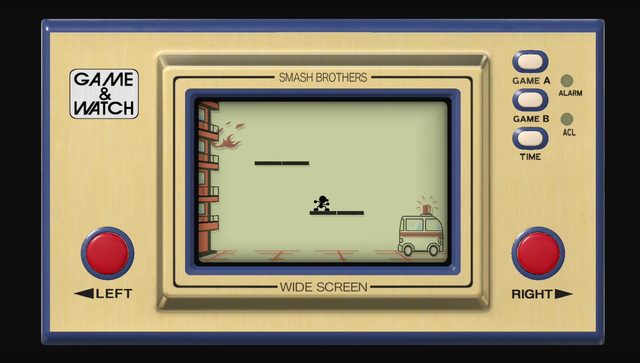 SMASH BROTHERS
GAME
&
WATCH
GAME A
ALARM
GAME B
ACL
TIME
LEFT
WIDE SCREEN
RIGHT